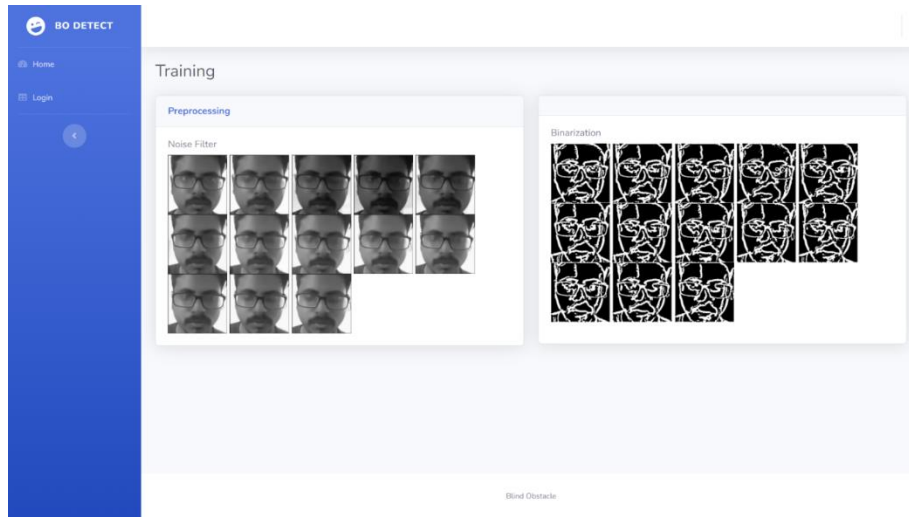 BO DETECT
Home
Login
Training
Preprocessing
Noise Filter
Binarization
Blind Obstacle